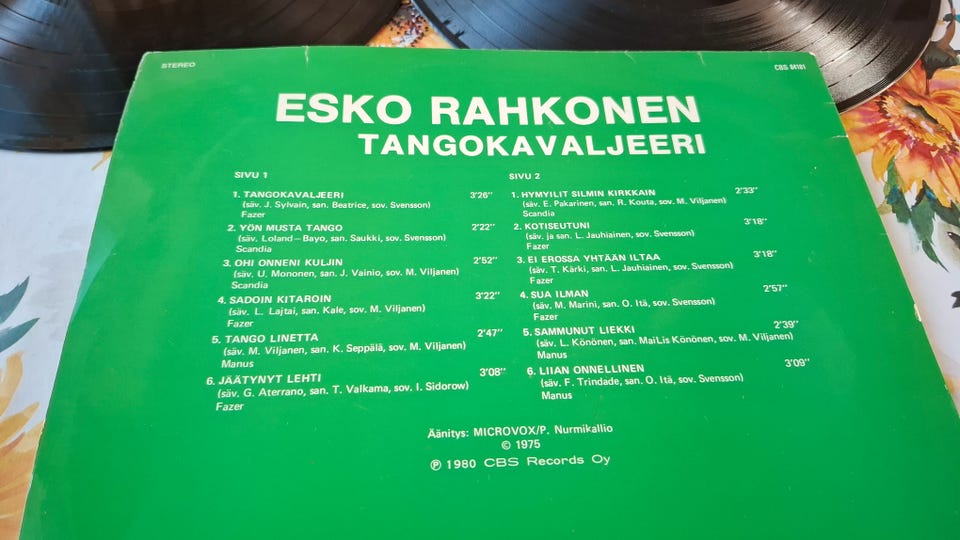 STEREO
CBS 84181
ESKO RAHKONEN
TANGOKAVALJEERI
SIVU 1
1. TANGOKAVALJEERI 3'26"
(säv. J. Sylvain, san. Beatrice, sov. Svensson)
Fazer
2. YÖN MUSTA TANGO 2'22"
(säv. Loland–Bayo, san. Saukki, sov. Svensson)
Scandia
3. OHI ONNENI KULJIN 2'52"
(säv. U. Mononen, san. J. Vainio, sov. M. Viljanen)
Scandia
4. SADOIN KITAROIN 3'22"
(säv. L. Lajtai, san. Kale, sov. M. Viljanen)
Fazer
5. TANGO LINETTA 2'47"
(säv. M. Viljanen, san. K. Seppälä, sov. M. Viljanen)
Manus
6. JÄÄTYNYT LEHTI 3'08"
(säv. G. Aterrano, san. T. Valkama, sov. I. Sidorow)
Fazer
SIVU 2
1. HYMYILIT SILMIN KIRKKAIN 2'33"
(säv. E. Pakarinen, san. R. Kouta, sov. M. Viljanen)
Scandia
2. KOTISEUTUNI 3'18"
(säv. ja san. L. Jauhiainen, sov. Svensson)
Fazer
3. EI EROSSA YHTÄÄN ILTAA 3'18"
(säv. T. Kärki, san. L. Jauhiainen, sov. Svensson)
Fazer
4. SUA ILMAN 2'57"
(säv. M. Marini, san. O. Itä, sov. Svensson)
Fazer
5. SAMMUNUT LIEKKI 2'39"
(säv. L. Könönen, san. MaiLis Könönen, sov. M. Viljanen)
Manus
6. LIIAN ONNELLINEN 3'09"
(säv. F. Trindade, san. O. Itä, sov. Svensson)
Manus
Äänitys: MICROVOX/P. Nurmikallio
© 1975
℗ 1980 CBS Records Oy